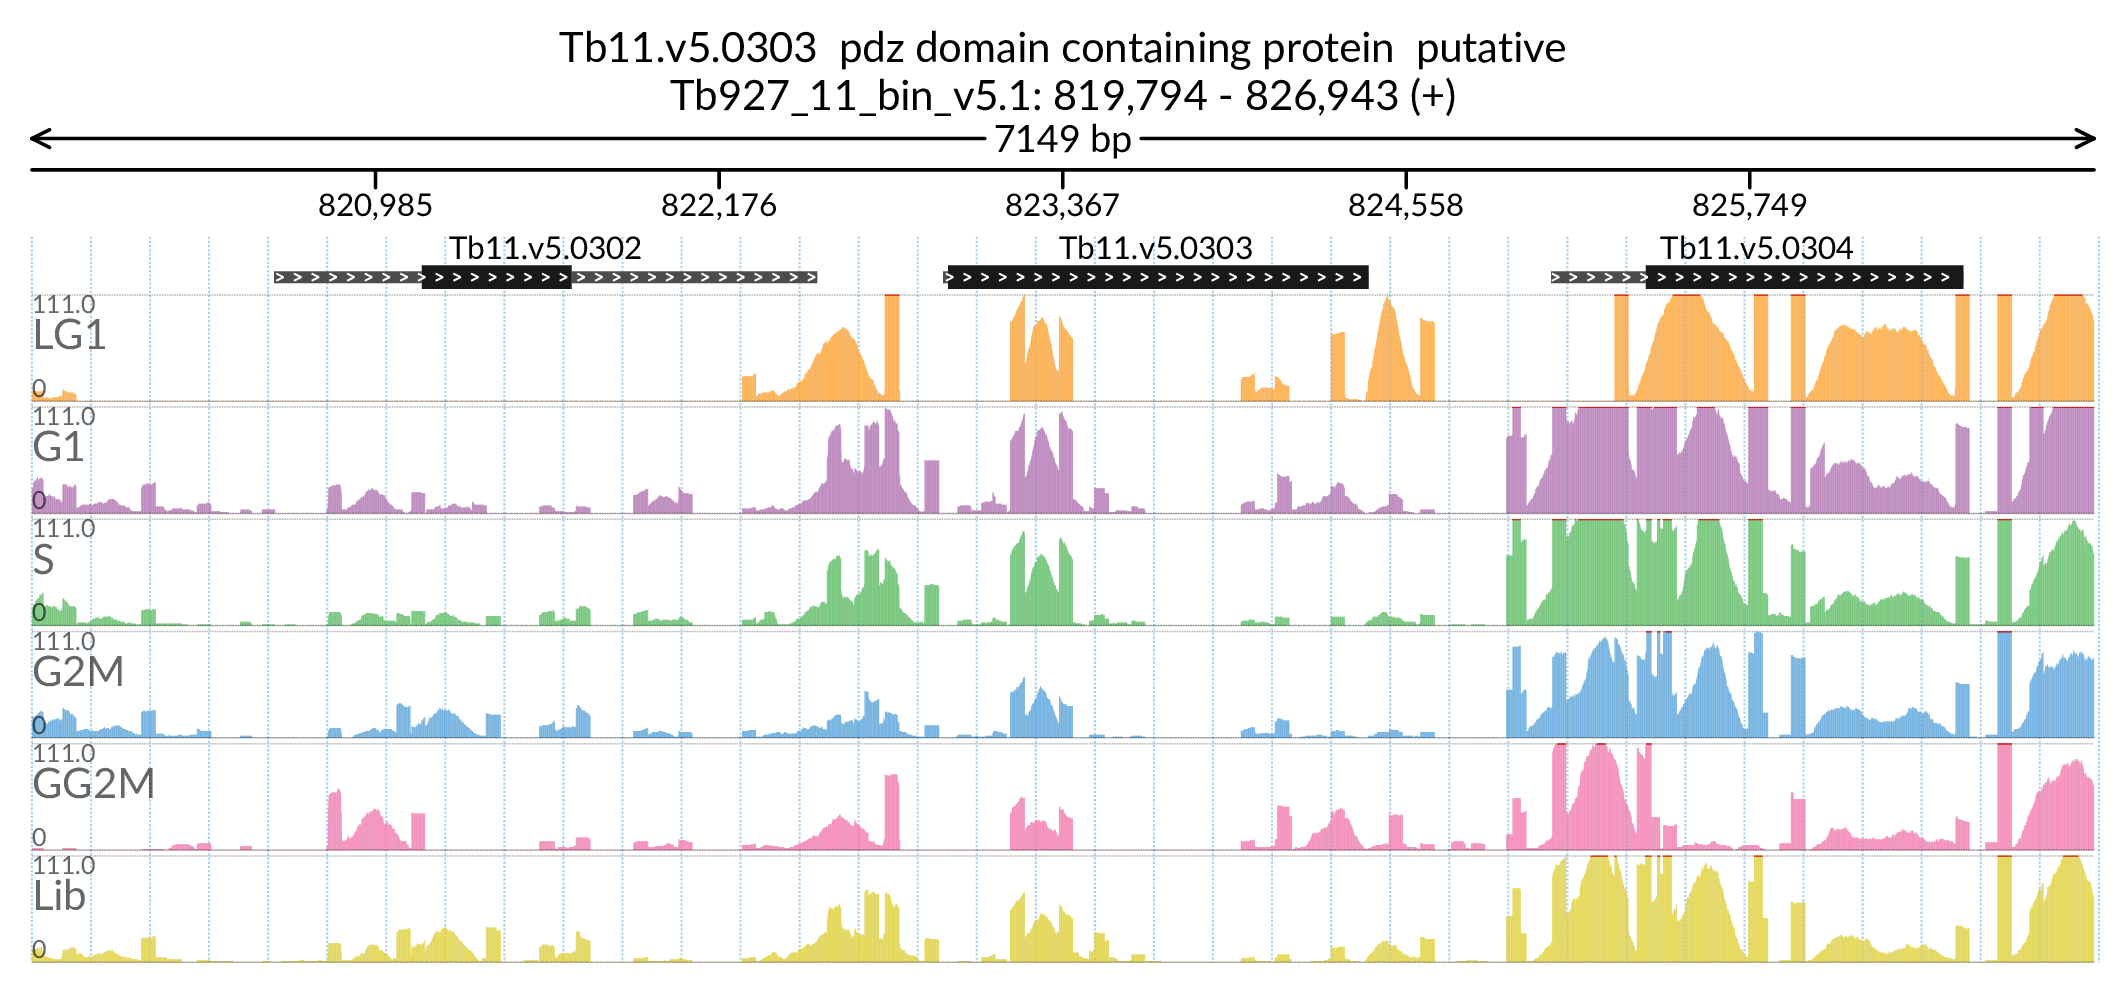 Tb11.v5.0303  pdz domain containing protein  putative
Tb927_11_bin_v5.1: 819,794 - 826,943 (+)
7149 bp
820,985 822,176 823,367 824,558 825,749
Tb11.v5.0302 Tb11.v5.0303 Tb11.v5.0304
111.0
LG1
0
111.0
G1
0
111.0
S
0
111.0
G2M
0
111.0
GG2M
0
111.0
Lib
0